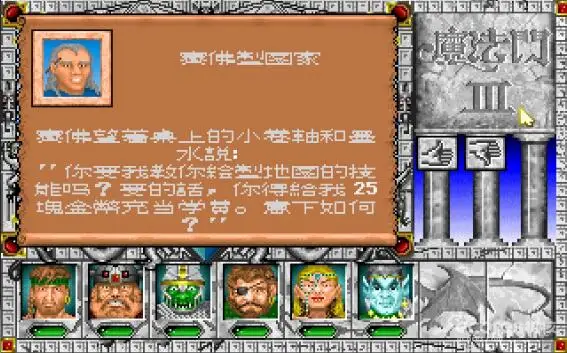 賽佛製圖家
魔法門
III
賽佛望著桌上的小卷軸和墨
水說：
"你要我教你繪製地圖的技
能吗？要的話，你得給我 25
塊金幣充当学费。意下如何
？"